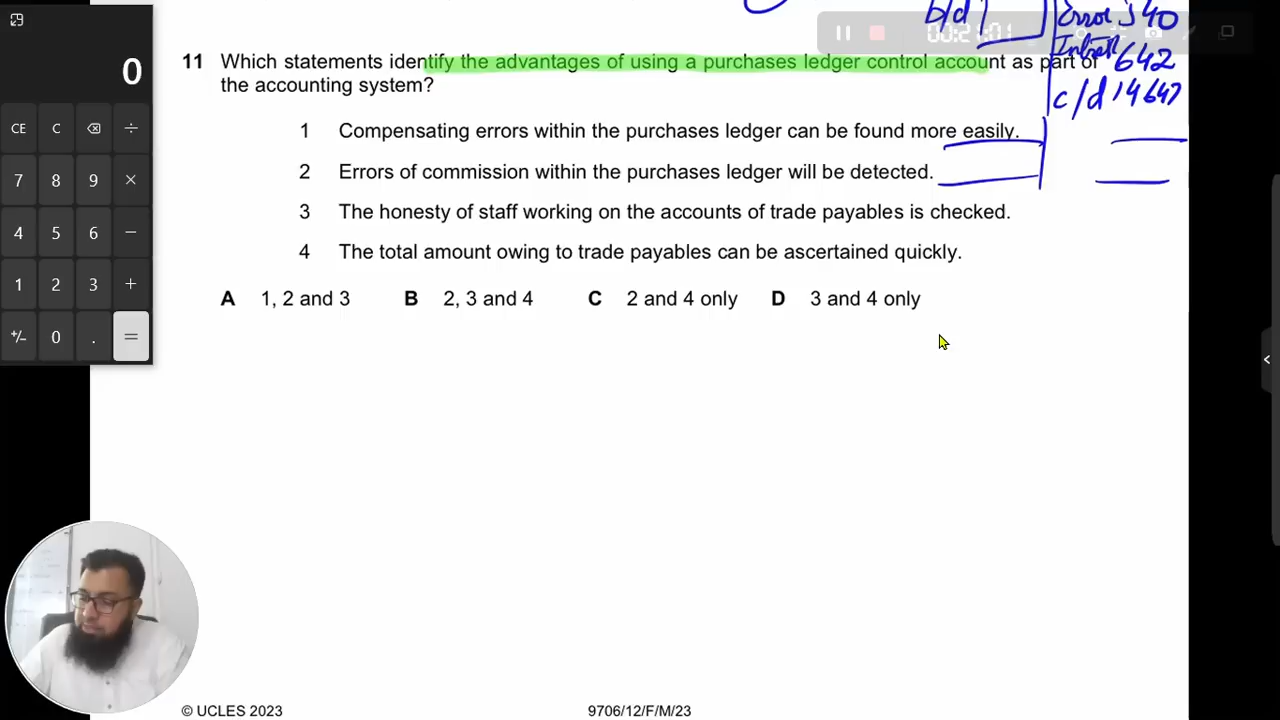 b/d
Error 540
642
c/d 14647
00:21:01
11 Which statements identify the advantages of using a purchases ledger control account as part of
the accounting system?
1 Compensating errors within the purchases ledger can be found more easily.
2 Errors of commission within the purchases ledger will be detected.
3 The honesty of staff working on the accounts of trade payables is checked.
4 The total amount owing to trade payables can be ascertained quickly.
A 1, 2 and 3 B 2, 3 and 4 C 2 and 4 only D 3 and 4 only
0
CE C ÷
7 8 9 ×
4 5 6 −
1 2 3 +
+/− 0 . =
© UCLES 2023 9706/12/F/M/23